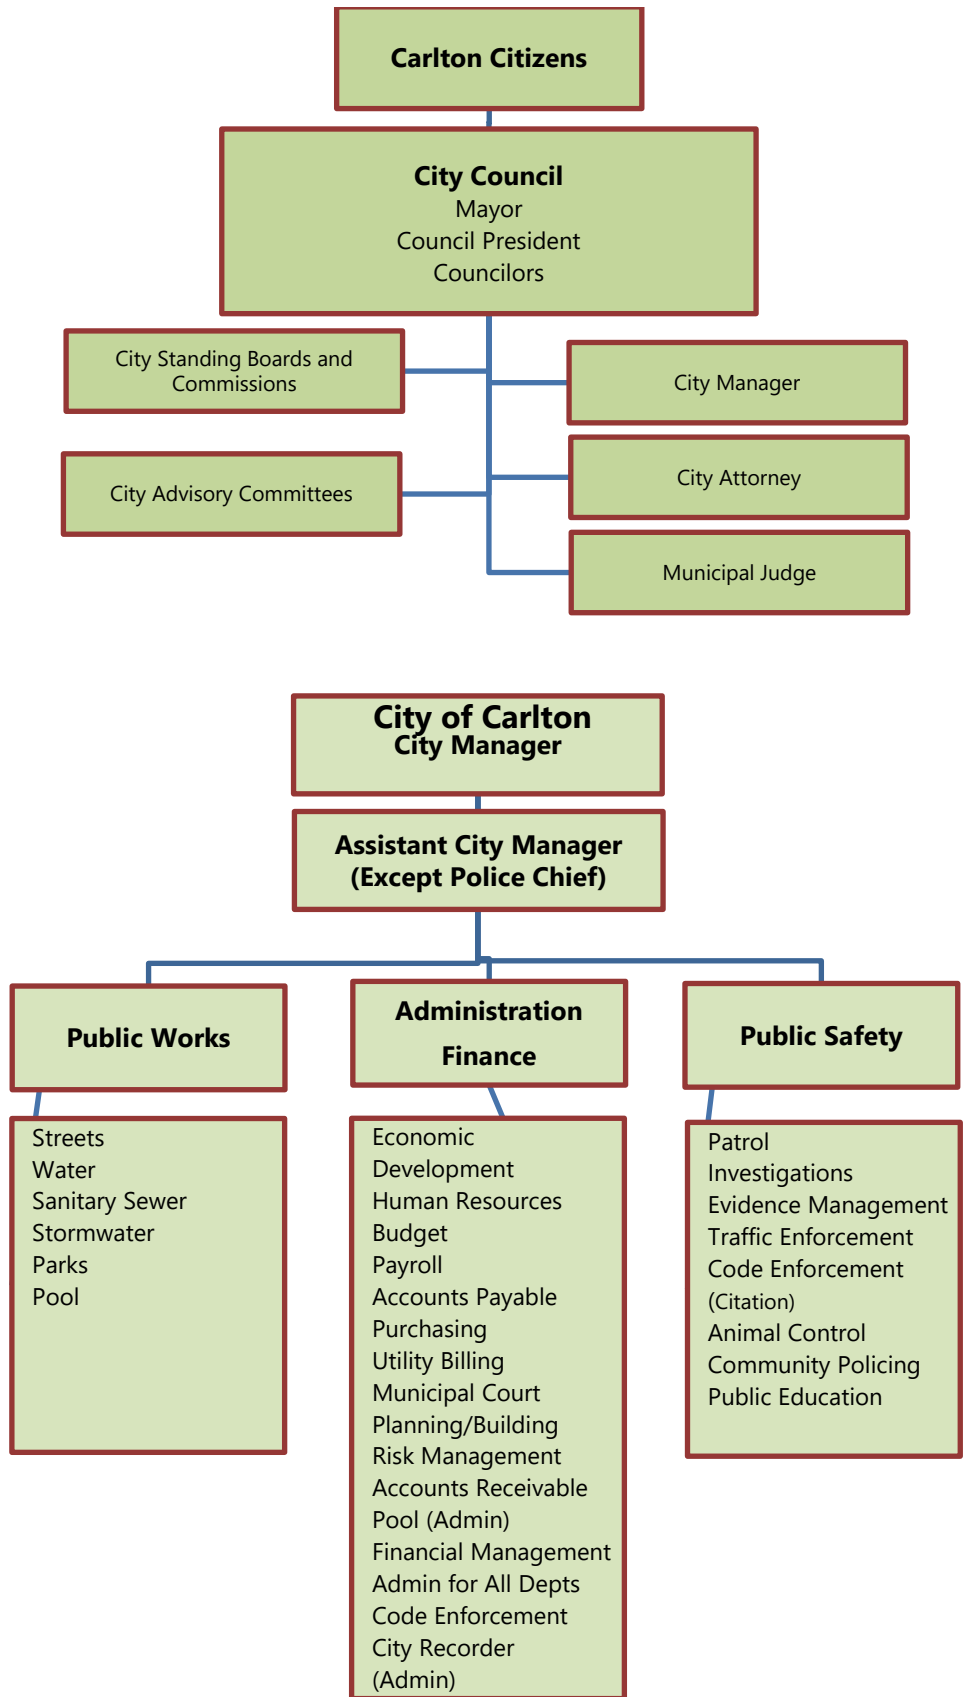 Carlton Citizens
City Council
Mayor
Council President
Councilors
City Standing Boards and
Commissions
City Manager
City Advisory Committees
City Attorney
Municipal Judge
City of Carlton
City Manager
Assistant City Manager
(Except Police Chief)
Public Works
Administration
Finance
Public Safety
Streets
Water
Sanitary Sewer
Stormwater
Parks
Pool
Economic
Development
Human Resources
Budget
Payroll
Accounts Payable
Purchasing
Utility Billing
Municipal Court
Planning/Building
Risk Management
Accounts Receivable
Pool (Admin)
Financial Management
Admin for All Depts
Code Enforcement
City Recorder
(Admin)
Patrol
Investigations
Evidence Management
Traffic Enforcement
Code Enforcement
(Citation)
Animal Control
Community Policing
Public Education